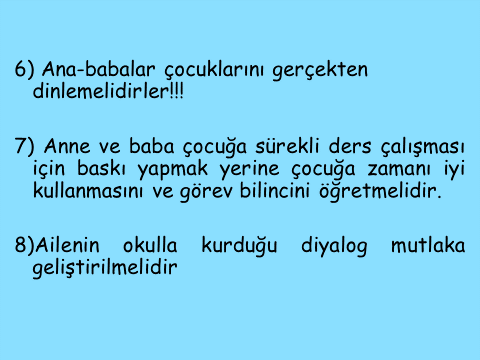 6) Ana-babalar çocuklarını gerçekten
dinlemelidirler!!!
7) Anne ve baba çocuğa sürekli ders çalışması
için baskı yapmak yerine çocuğa zamanı iyi
kullanmasını ve görev bilincini öğretmelidir.
8)Ailenin okulla kurduğu diyalog mutlaka
geliştirilmelidir